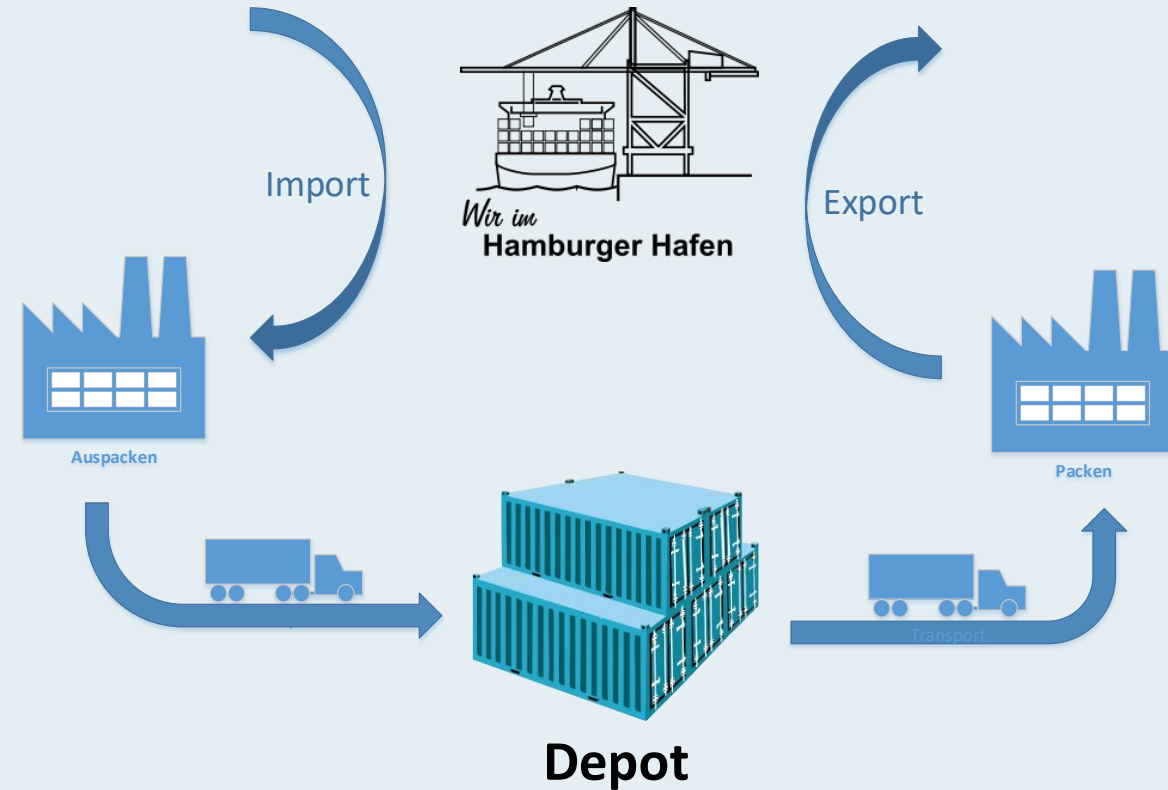 Import
Wir im
Hamburger Hafen
Export
Auspacken
Packen
Transport
Depot